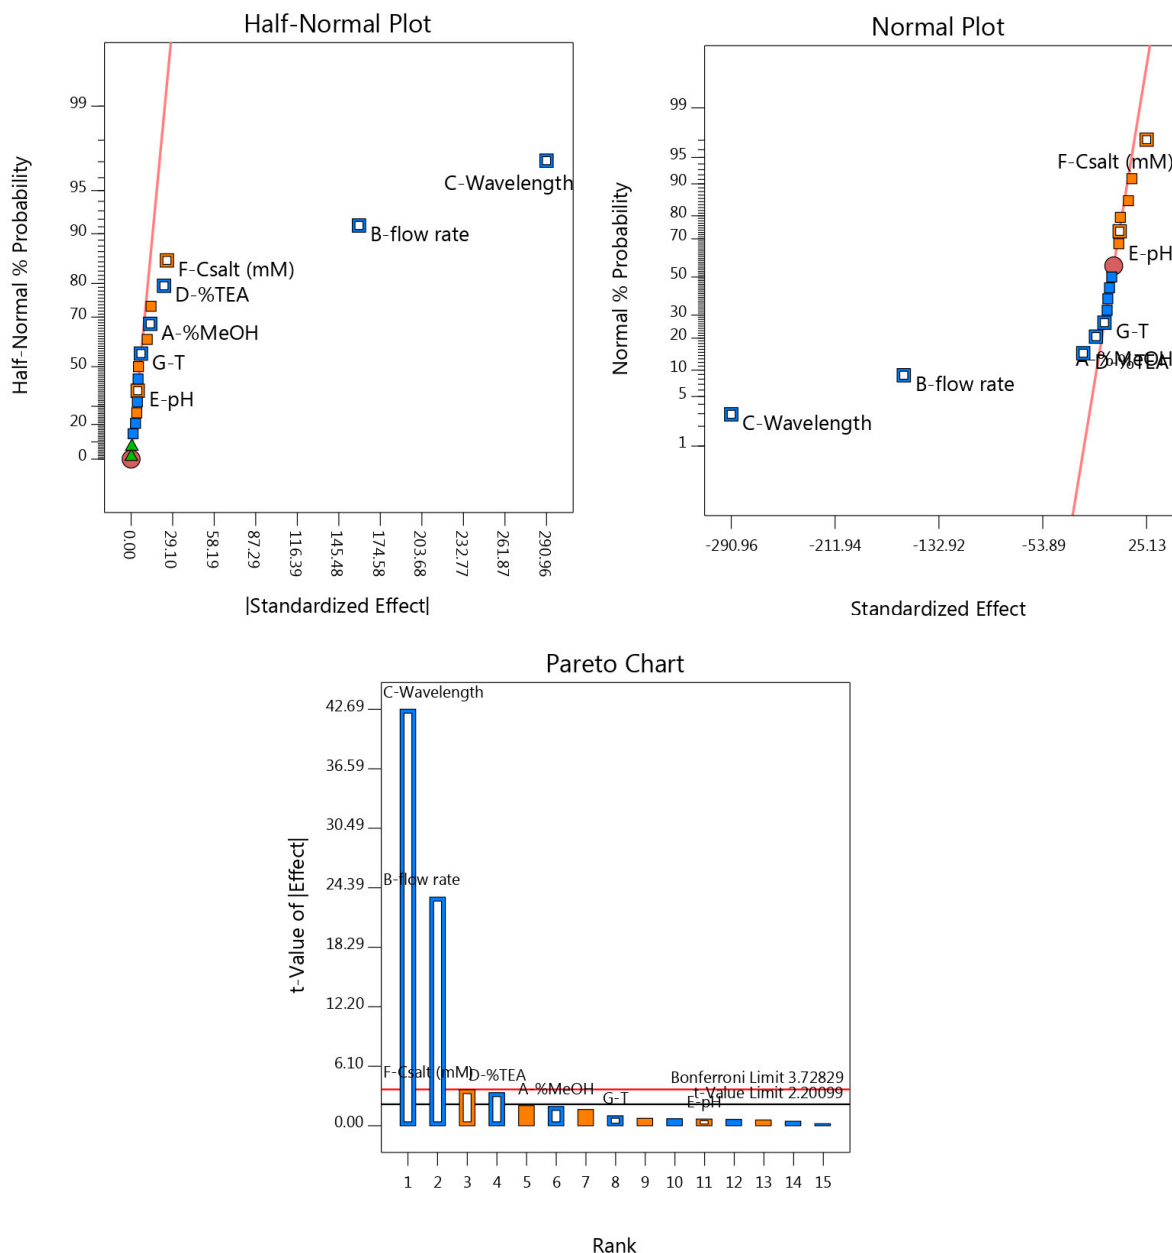 Half-Normal Plot
Half-Normal % Probability
99
95
90
80
70
50
20
0
C-Wavelength
B-flow rate
F-Csalt (mM)
D-%TEA
A-%MeOH
G-T
E-pH
0.00
29.10
58.19
87.29
116.39
145.48
174.58
203.68
232.77
261.87
290.96
|Standardized Effect|
Normal Plot
Normal % Probability
99
95
90
80
70
50
30
20
10
5
1
F-Csalt (mM)
E-pH
G-T
A-%MeOH
D-%TEA
B-flow rate
C-Wavelength
-290.96
-211.94
-132.92
-53.89
25.13
Standardized Effect
Pareto Chart
t-Value of |Effect|
42.69
36.59
30.49
24.39
18.29
12.20
6.10
0.00
C-Wavelength
B-flow rate
F-Csalt (mM)
D-%TEA
A-%MeOH
G-T
E-pH
Bonferroni Limit 3.72829
t-Value Limit 2.20099
1 2 3 4 5 6 7 8 9 10 11 12 13 14 15
Rank